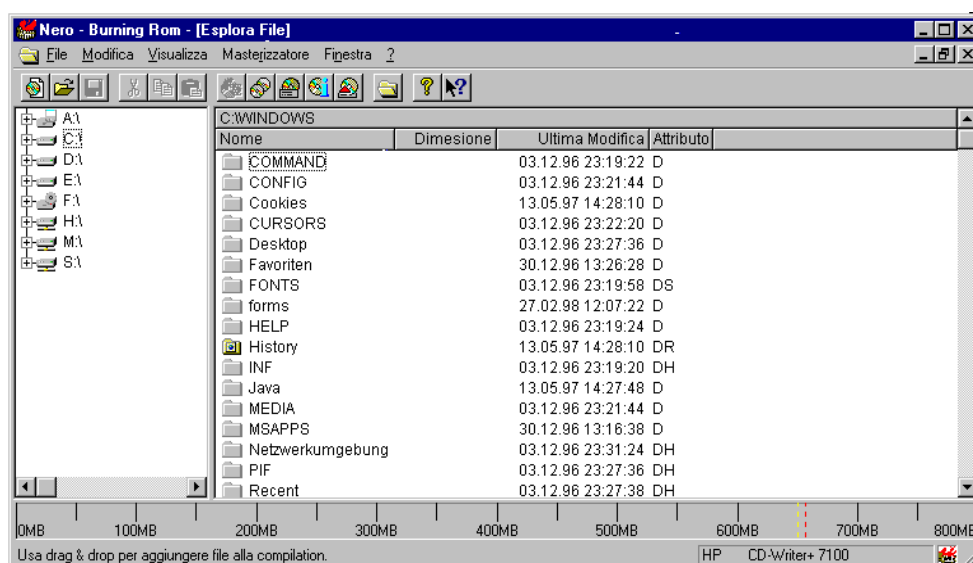 Nero - Burning Rom - [Esplora File]
File Modifica Visualizza Masterizzatore Finestra ?
A:\
C:\
D:\
E:\
F:\
H:\
M:\
S:\
C:\WINDOWS
Nome Dimesione Ultima Modifica Attributo
COMMAND 03.12.96 23:19:22 D
CONFIG 03.12.96 23:21:44 D
Cookies 13.05.97 14:28:10 D
CURSORS 03.12.96 23:22:20 D
Desktop 03.12.96 23:27:36 D
Favoriten 30.12.96 13:26:28 D
FONTS 03.12.96 23:19:58 DS
forms 27.02.98 12:07:22 D
HELP 03.12.96 23:19:24 D
History 13.05.97 14:28:10 DR
INF 03.12.96 23:19:20 DH
Java 13.05.97 14:27:48 D
MEDIA 03.12.96 23:21:44 D
MSAPPS 30.12.96 13:16:38 D
Netzwerkumgebung 03.12.96 23:31:24 DH
PIF 03.12.96 23:27:36 DH
Recent 03.12.96 23:27:38 DH
0MB 100MB 200MB 300MB 400MB 500MB 600MB 700MB 800MB
Usa drag & drop per aggiungere file alla compilation. HP CD-Writer+ 7100